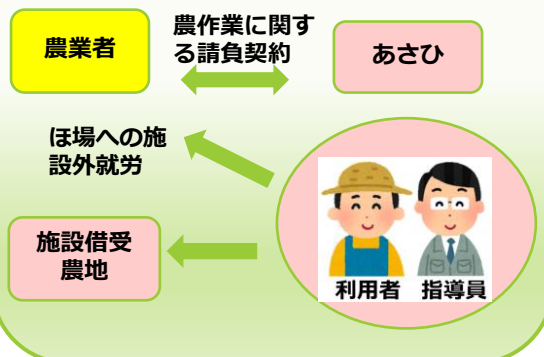 農業者
農作業に関す
る請負契約
あさひ
ほ場への施
設外就労
施設借受
農地
利用者 指導員